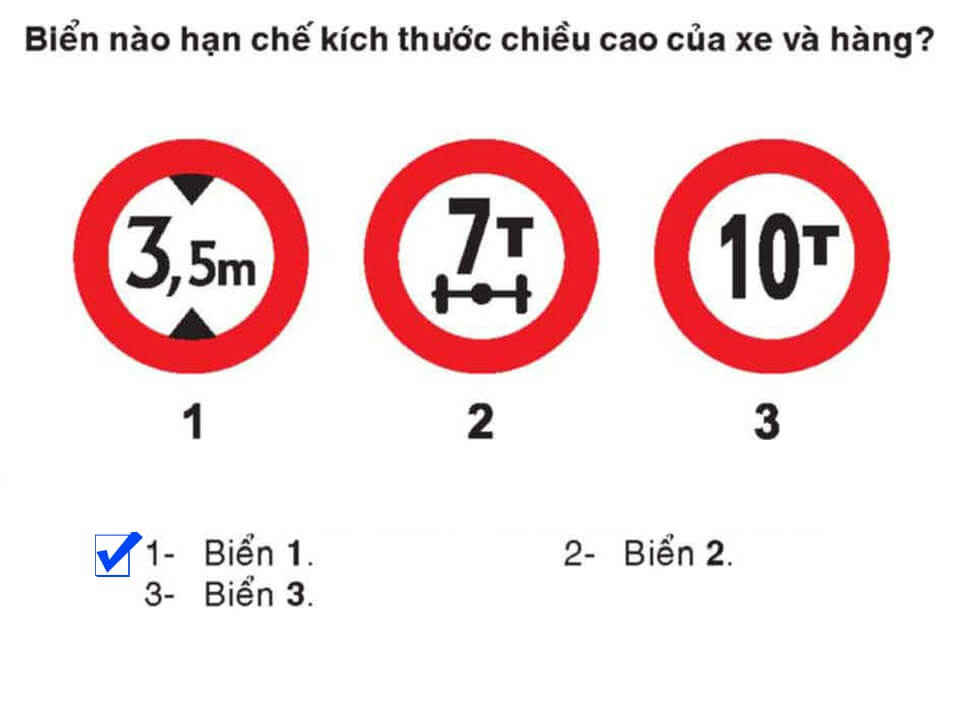 Biển nào hạn chế kích thước chiều cao của xe và hàng?
3,5m 7T 10T
1 2 3
1- Biển 1. 2- Biển 2.
3- Biển 3.